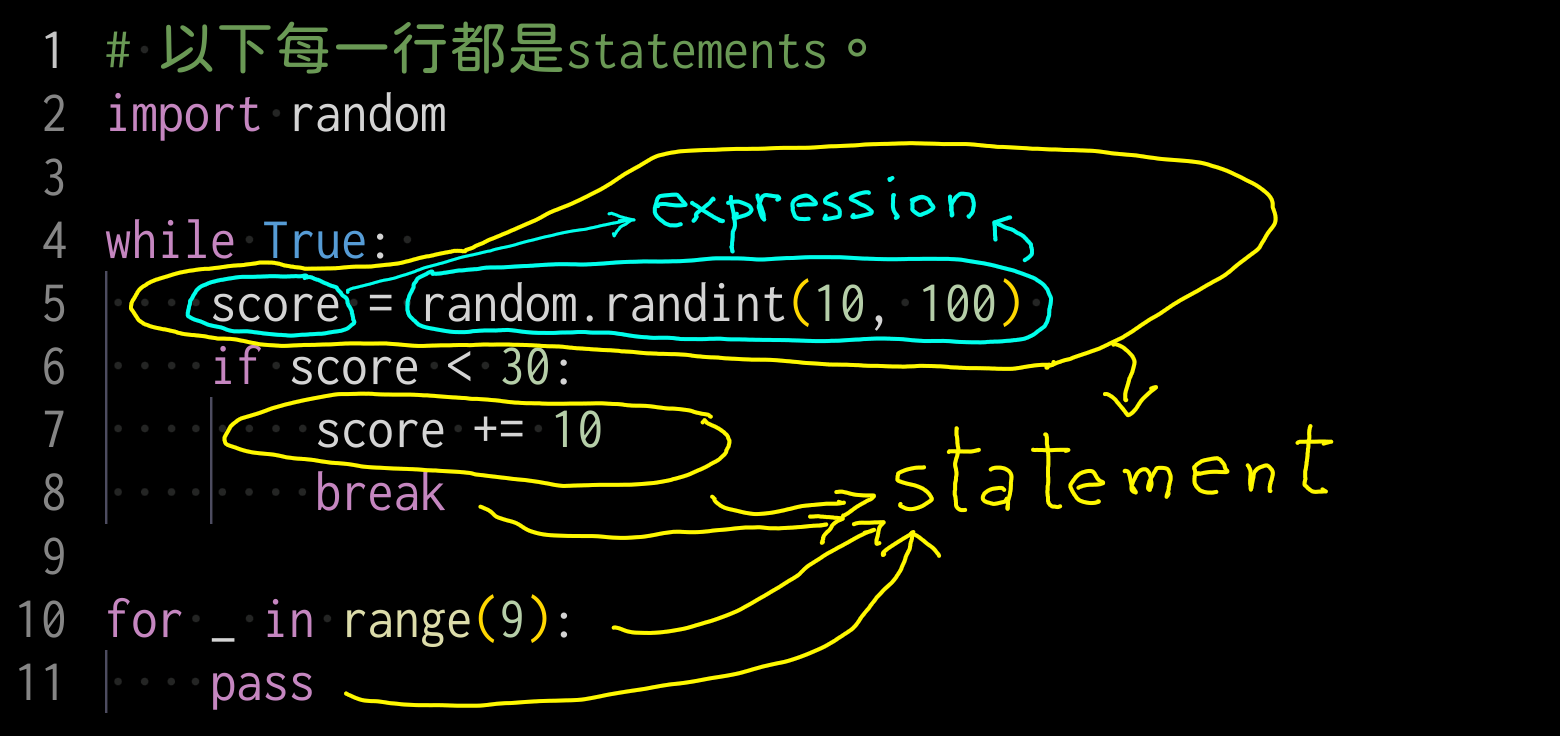 1 # 以下每一行都是statements。
2 import random
3
expression
4 while True:
5 score = random.randint(10, 100)
6 if score < 30:
7 score += 10
statement
8 break
9
10 for _ in range(9):
11 pass